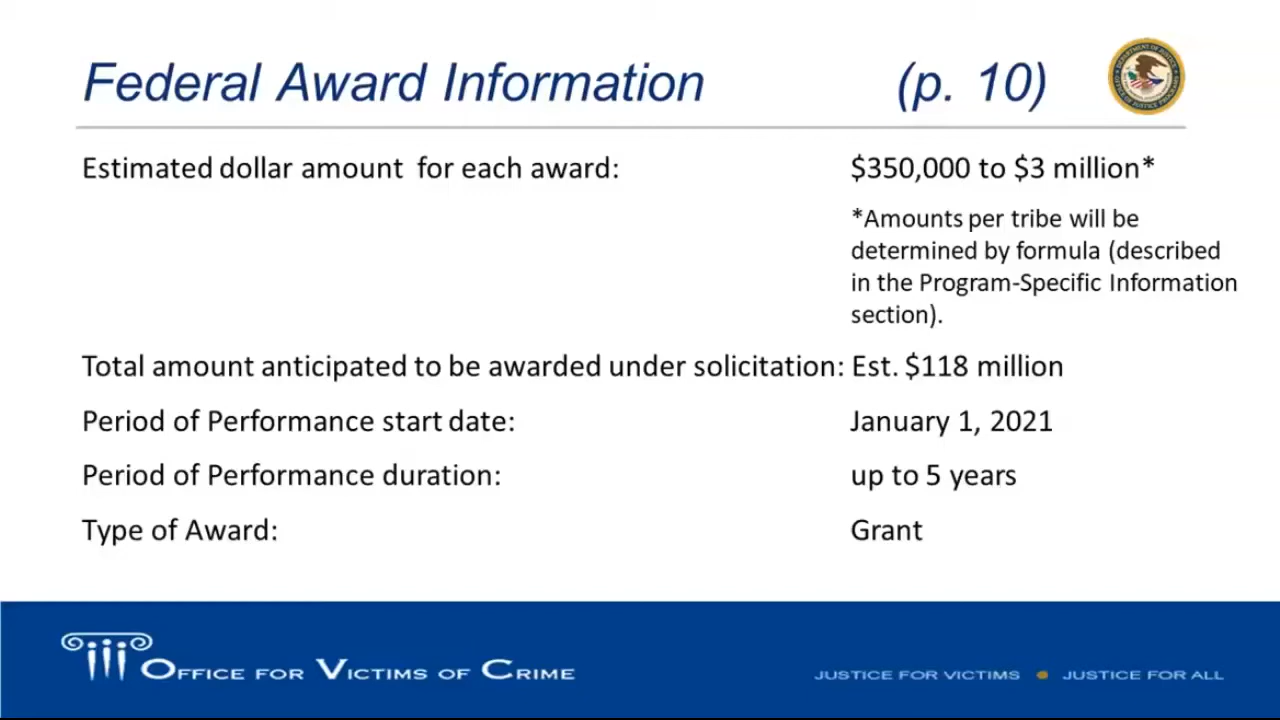 Federal Award Information (p. 10)
Estimated dollar amount for each award: $350,000 to $3 million*
*Amounts per tribe will be
determined by formula (described
in the Program-Specific Information
section).
Total amount anticipated to be awarded under solicitation: Est. $118 million
Period of Performance start date: January 1, 2021
Period of Performance duration: up to 5 years
Type of Award: Grant
OFFICE FOR VICTIMS OF CRIME
JUSTICE FOR VICTIMS • JUSTICE FOR ALL